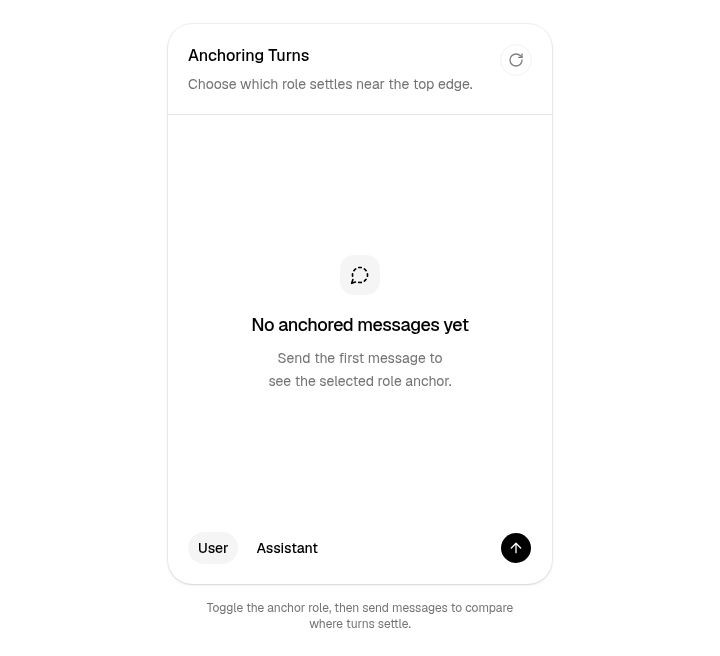 Anchoring Turns
Choose which role settles near the top edge.
No anchored messages yet
Send the first message to
see the selected role anchor.
User
Assistant
Toggle the anchor role, then send messages to compare
where turns settle.